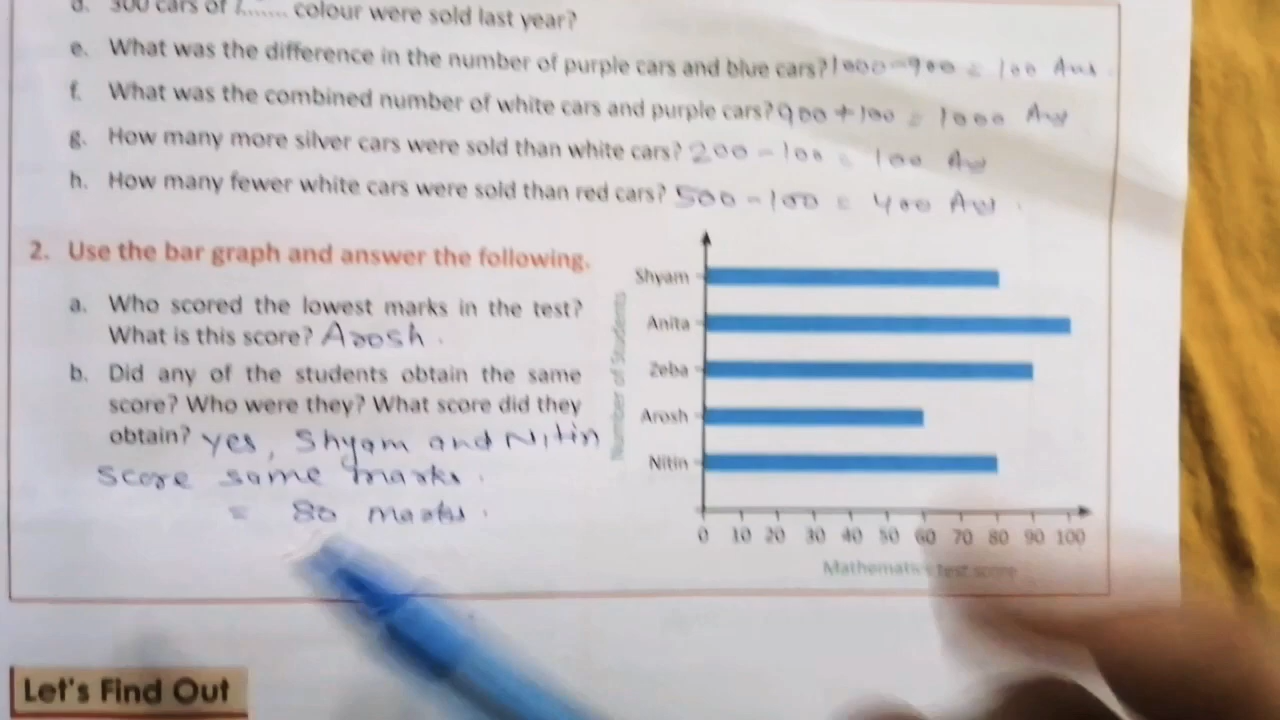 d. 300 cars of ?....... colour were sold last year?
e. What was the difference in the number of purple cars and blue cars? 1000-900 = 100 Ans.
f. What was the combined number of white cars and purple cars? 900 + 100 = 1000 Ans
g. How many more silver cars were sold than white cars? 200 - 100 = 100 Ans
h. How many fewer white cars were sold than red cars? 500 - 100 = 400 Ans.
2. Use the bar graph and answer the following.
a. Who scored the lowest marks in the test?
What is this score? Arosh.
b. Did any of the students obtain the same
score? Who were they? What score did they
obtain? yes, Shyam and Nitin
score same marks.
= 80 marks.
Number of Students
Shyam
Anita
Zeba
Arosh
Nitin
0 10 20 30 40 50 60 70 80 90 100
Mathematics test score
Let's Find Out